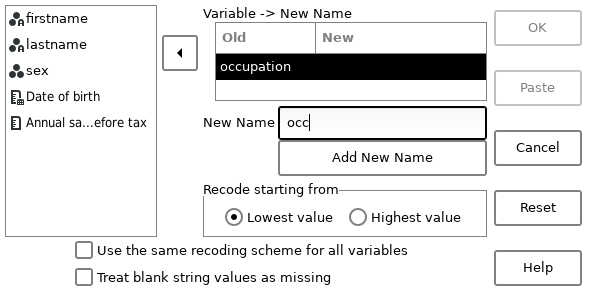 firstname
lastname
sex
Date of birth
Annual sa...efore tax
Variable -> New Name
Old New
occupation
New Name occ
Add New Name
Recode starting from
Lowest value Highest value
Use the same recoding scheme for all variables
Treat blank string values as missing
OK
Paste
Cancel
Reset
Help